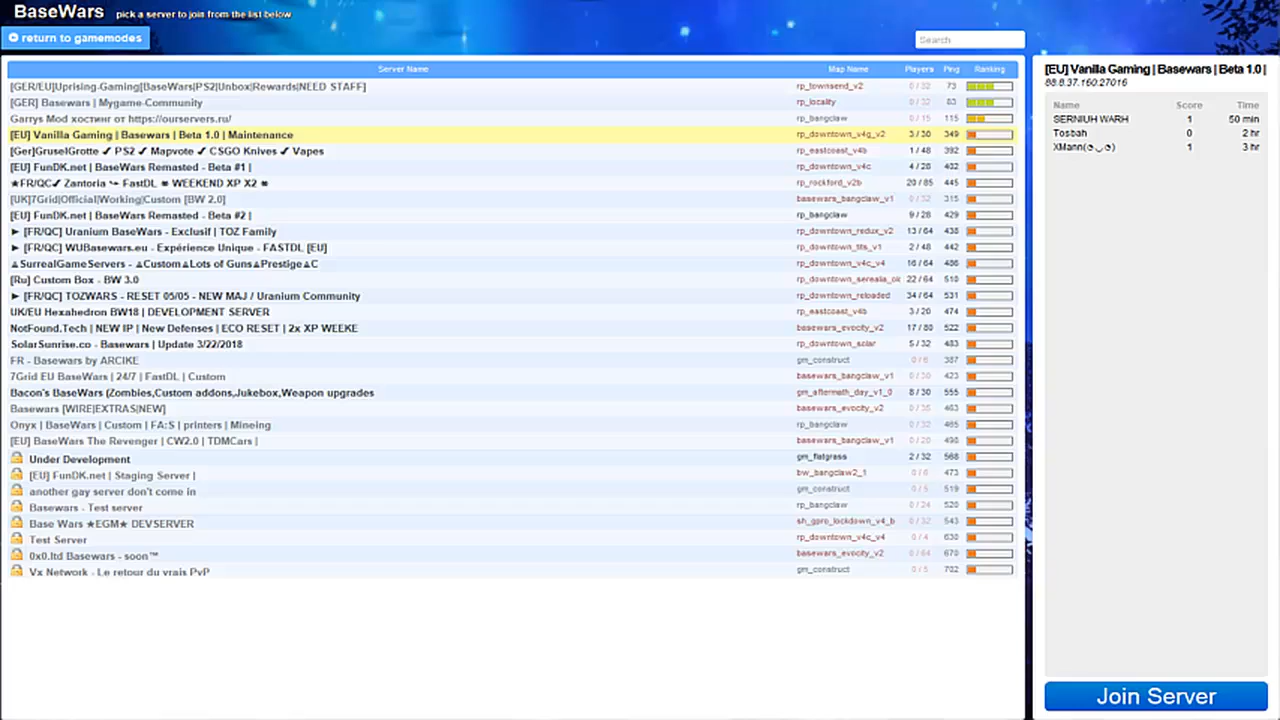 BaseWars pick a server to join from the list below
return to gamemodes
Search
Server Name Map Name Players Ping Ranking
[GER/EU]Uprising-Gaming[BaseWars|PS2|Unbox|Rewards|NEED STAFF] rp_townsend_v2 0 / 32 73
[GER] Basewars | Mygame-Community rp_locality 0 / 32 83
Garrys Mod хостинг от https://ourservers.ru/ rp_bangclaw 0 / 15 115
[EU] Vanilla Gaming | Basewars | Beta 1.0 | Maintenance rp_downtown_v4g_v2 3 / 30 349
[Ger]GruselGrotte ✔ PS2 ✔ Mapvote ✔ CSGO Knives ✔ Vapes rp_eastcoast_v4b 1 / 48 392
[EU] FunDK.net | BaseWars Remasted - Beta #1 | rp_downtown_v4c 4 / 28 402
★FR/QC✔ Zantoria FastDL WEEKEND XP X2 rp_rockford_v2b 20 / 85 445
[UK]7Grid|Official|Working|Custom [BW 2.0] basewars_bangclaw_v1 0 / 32 315
[EU] FunDK.net | BaseWars Remasted - Beta #2 | rp_bangclaw 9 / 28 429
► [FR/QC] Uranium BaseWars - Exclusif | TOZ Family rp_downtown_redux_v2 13 / 64 438
► [FR/QC] WUBasewars.eu - Expérience Unique - FASTDL [EU] rp_downtown_tits_v1 2 / 48 442
▲SurrealGameServers - ▲Custom▲Lots of Guns▲Prestige▲C rp_downtown_v4c_v4 16 / 64 486
[Ru] Custom Box - BW 3.0 rp_downtown_serealia_ok 22 / 64 510
► [FR/QC] TOZWARS - RESET 05/05 - NEW MAJ / Uranium Community rp_downtown_reloaded 34 / 64 531
UK/EU Hexahedron BW18 | DEVELOPMENT SERVER rp_eastcoast_v4b 3 / 20 474
NotFound.Tech | NEW IP | New Defenses | ECO RESET | 2x XP WEEKE basewars_evocity_v2 17 / 80 522
SolarSunrise.co - Basewars | Update 3/22/2018 rp_downtown_solar 5 / 32 483
FR - Basewars by ARCIKE gm_construct 0 / 6 387
7Grid EU BaseWars | 24/7 | FastDL | Custom basewars_bangclaw_v1 0 / 30 423
Bacon's BaseWars (Zombies,Custom addons,Jukebox,Weapon upgrades gm_aftermath_day_v1_0 8 / 30 555
Basewars [WIRE|EXTRAS|NEW] basewars_evocity_v2 0 / 35 463
Onyx | BaseWars | Custom | FA:S | printers | Mineing rp_bangclaw 0 / 32 465
[EU] BaseWars The Revenger | CW2.0 | TDMCars | basewars_bangclaw_v1 0 / 20 498
Under Development gm_flatgrass 2 / 32 568
[EU] FunDK.net | Staging Server | bw_bangclaw2_1 0 / 6 473
another gay server don't come in gm_construct 0 / 5 519
Basewars - Test server rp_bangclaw 0 / 24 520
Base Wars ★EGM★ DEV SERVER sh_gpro_lockdown_v4_b 0 / 32 543
Test Server rp_downtown_v4c_v4 0 / 4 630
0x0.ltd Basewars - soon™ basewars_evocity_v2 0 / 64 670
Vx Network - Le retour du vrais PvP gm_construct 0 / 5 702
[EU] Vanilla Gaming | Basewars | Beta 1.0 |
88.8.37.160:27016
Name Score Time
SERNIUH WARH 1 50 min
Tosbah 0 2 hr
XMann(◔◡◔) 1 3 hr
Join Server